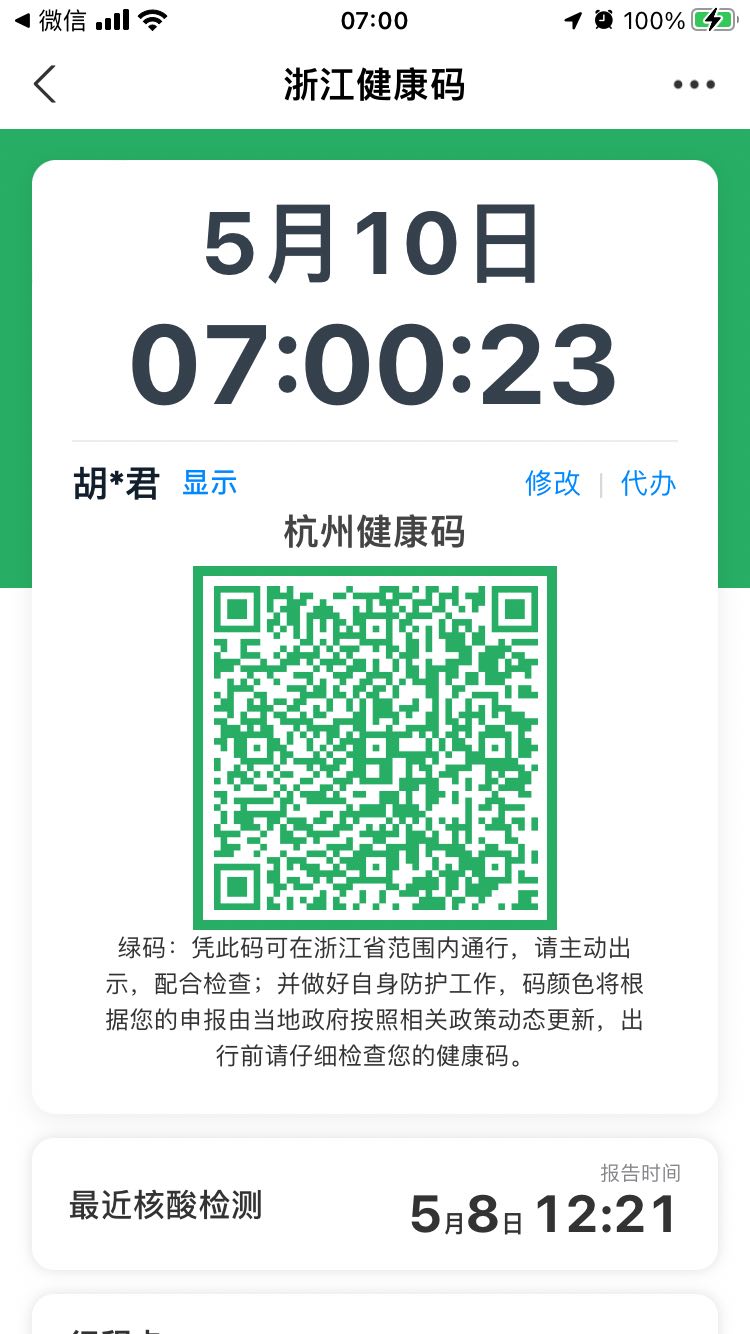 微信 07:00 100%
浙江健康码
5月10日
07:00:23
胡*君 显示 修改 | 代办
杭州健康码
绿码：凭此码可在浙江省范围内通行，请主动出
示，配合检查；并做好自身防护工作，码颜色将根
据您的申报由当地政府按照相关政策动态更新，出
行前请仔细检查您的健康码。
报告时间
最近核酸检测 5月8日 12:21